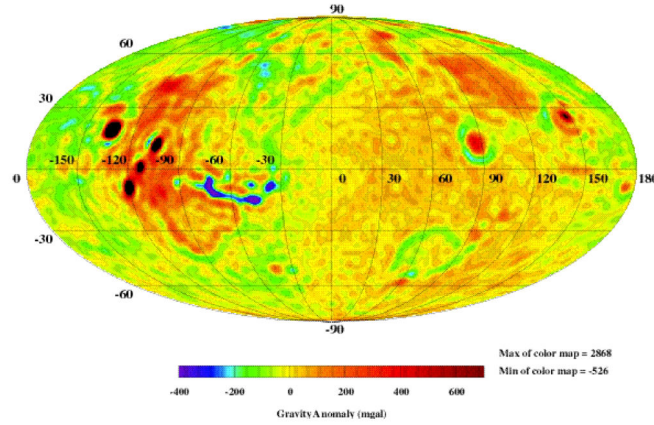 90
60
30
-150 -120 -90 -60 -30
0 0 30 60 90 120 150 180
-30
-60
-90
Max of color map = 2868
Min of color map = -526
-400 -200 0 200 400 600
Gravity Anomaly (mgal)